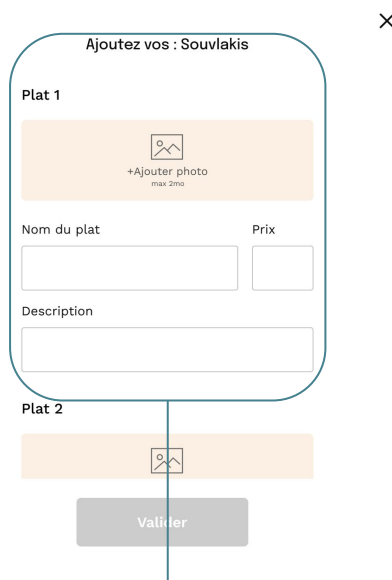 Ajoutez vos : Souvlakis
Plat 1
+Ajouter photo
max 2mo
Nom du plat
Prix
Description
Plat 2
Valider